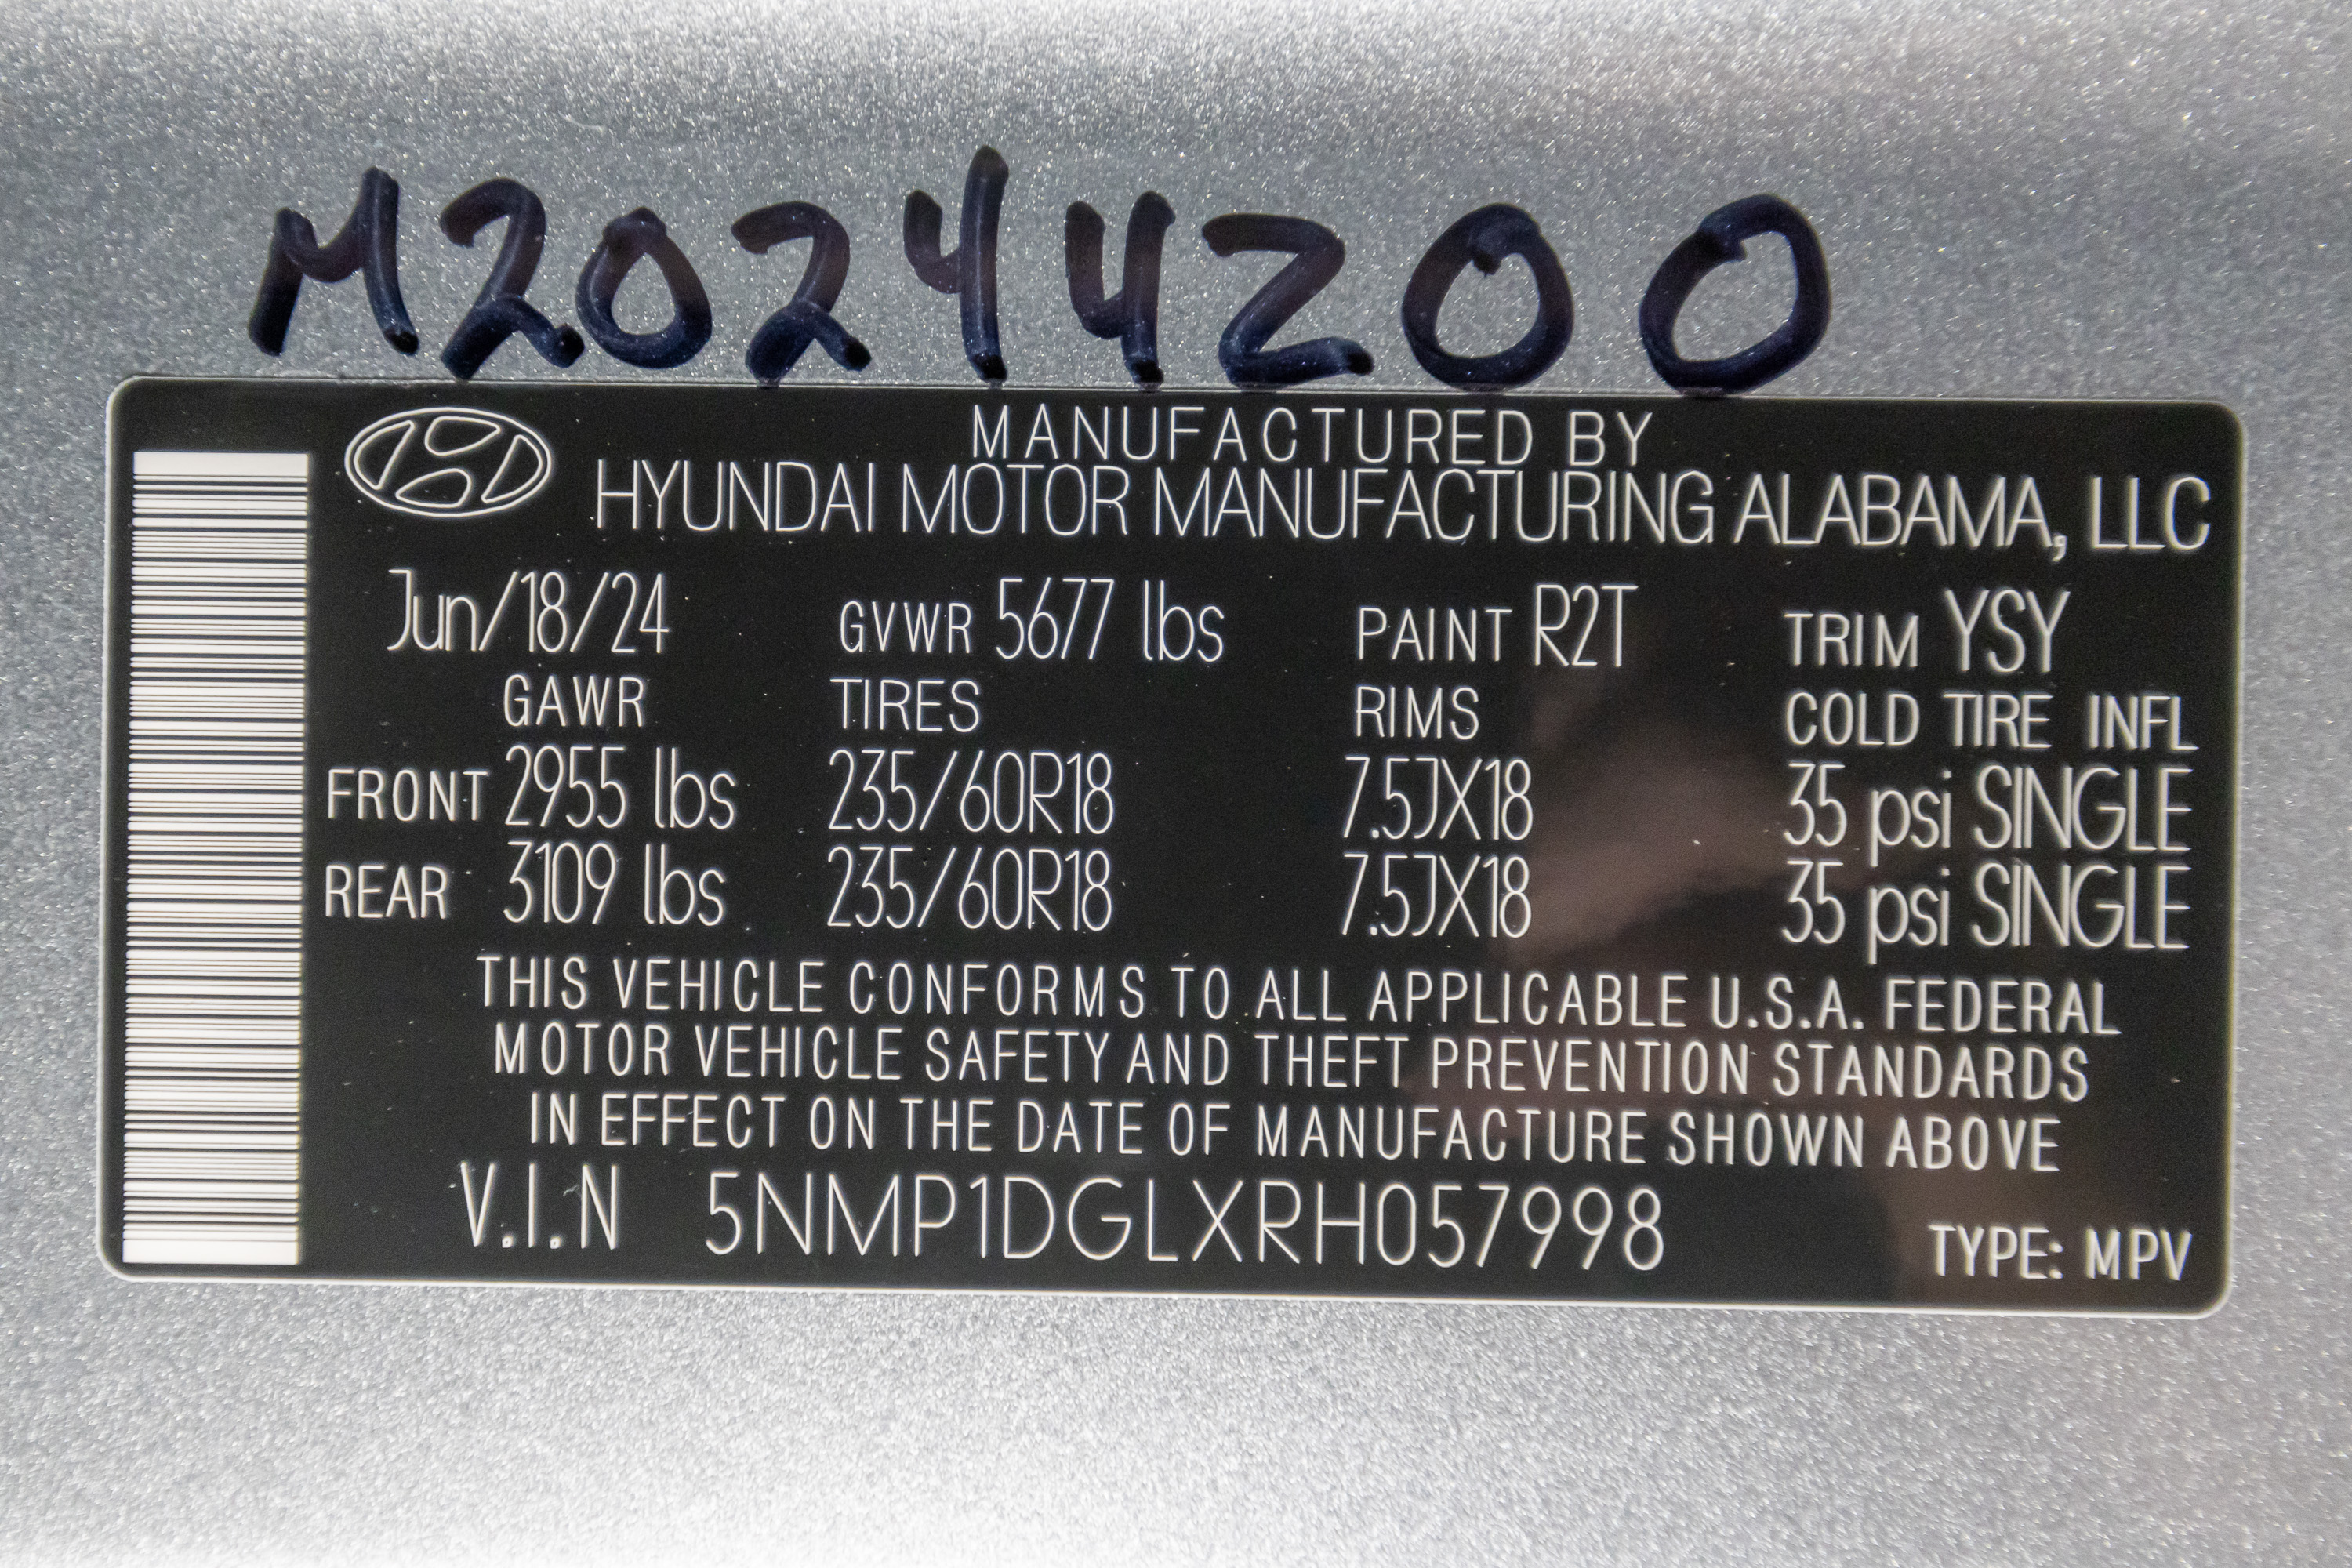 M20244200
MANUFACTURED BY
HYUNDAI MOTOR MANUFACTURING ALABAMA, LLC
Jun/18/24 GVWR 5677 lbs PAINT R2T TRIM YSY
GAWR TIRES RIMS COLD TIRE INFL
FRONT 2955 lbs 235/60R18 7.5JX18 35 psi SINGLE
REAR 3109 lbs 235/60R18 7.5JX18 35 psi SINGLE
THIS VEHICLE CONFORMS TO ALL APPLICABLE U.S.A. FEDERAL
MOTOR VEHICLE SAFETY AND THEFT PREVENTION STANDARDS
IN EFFECT ON THE DATE OF MANUFACTURE SHOWN ABOVE
V.I.N 5NMP1DGLXRH057998 TYPE: MPV